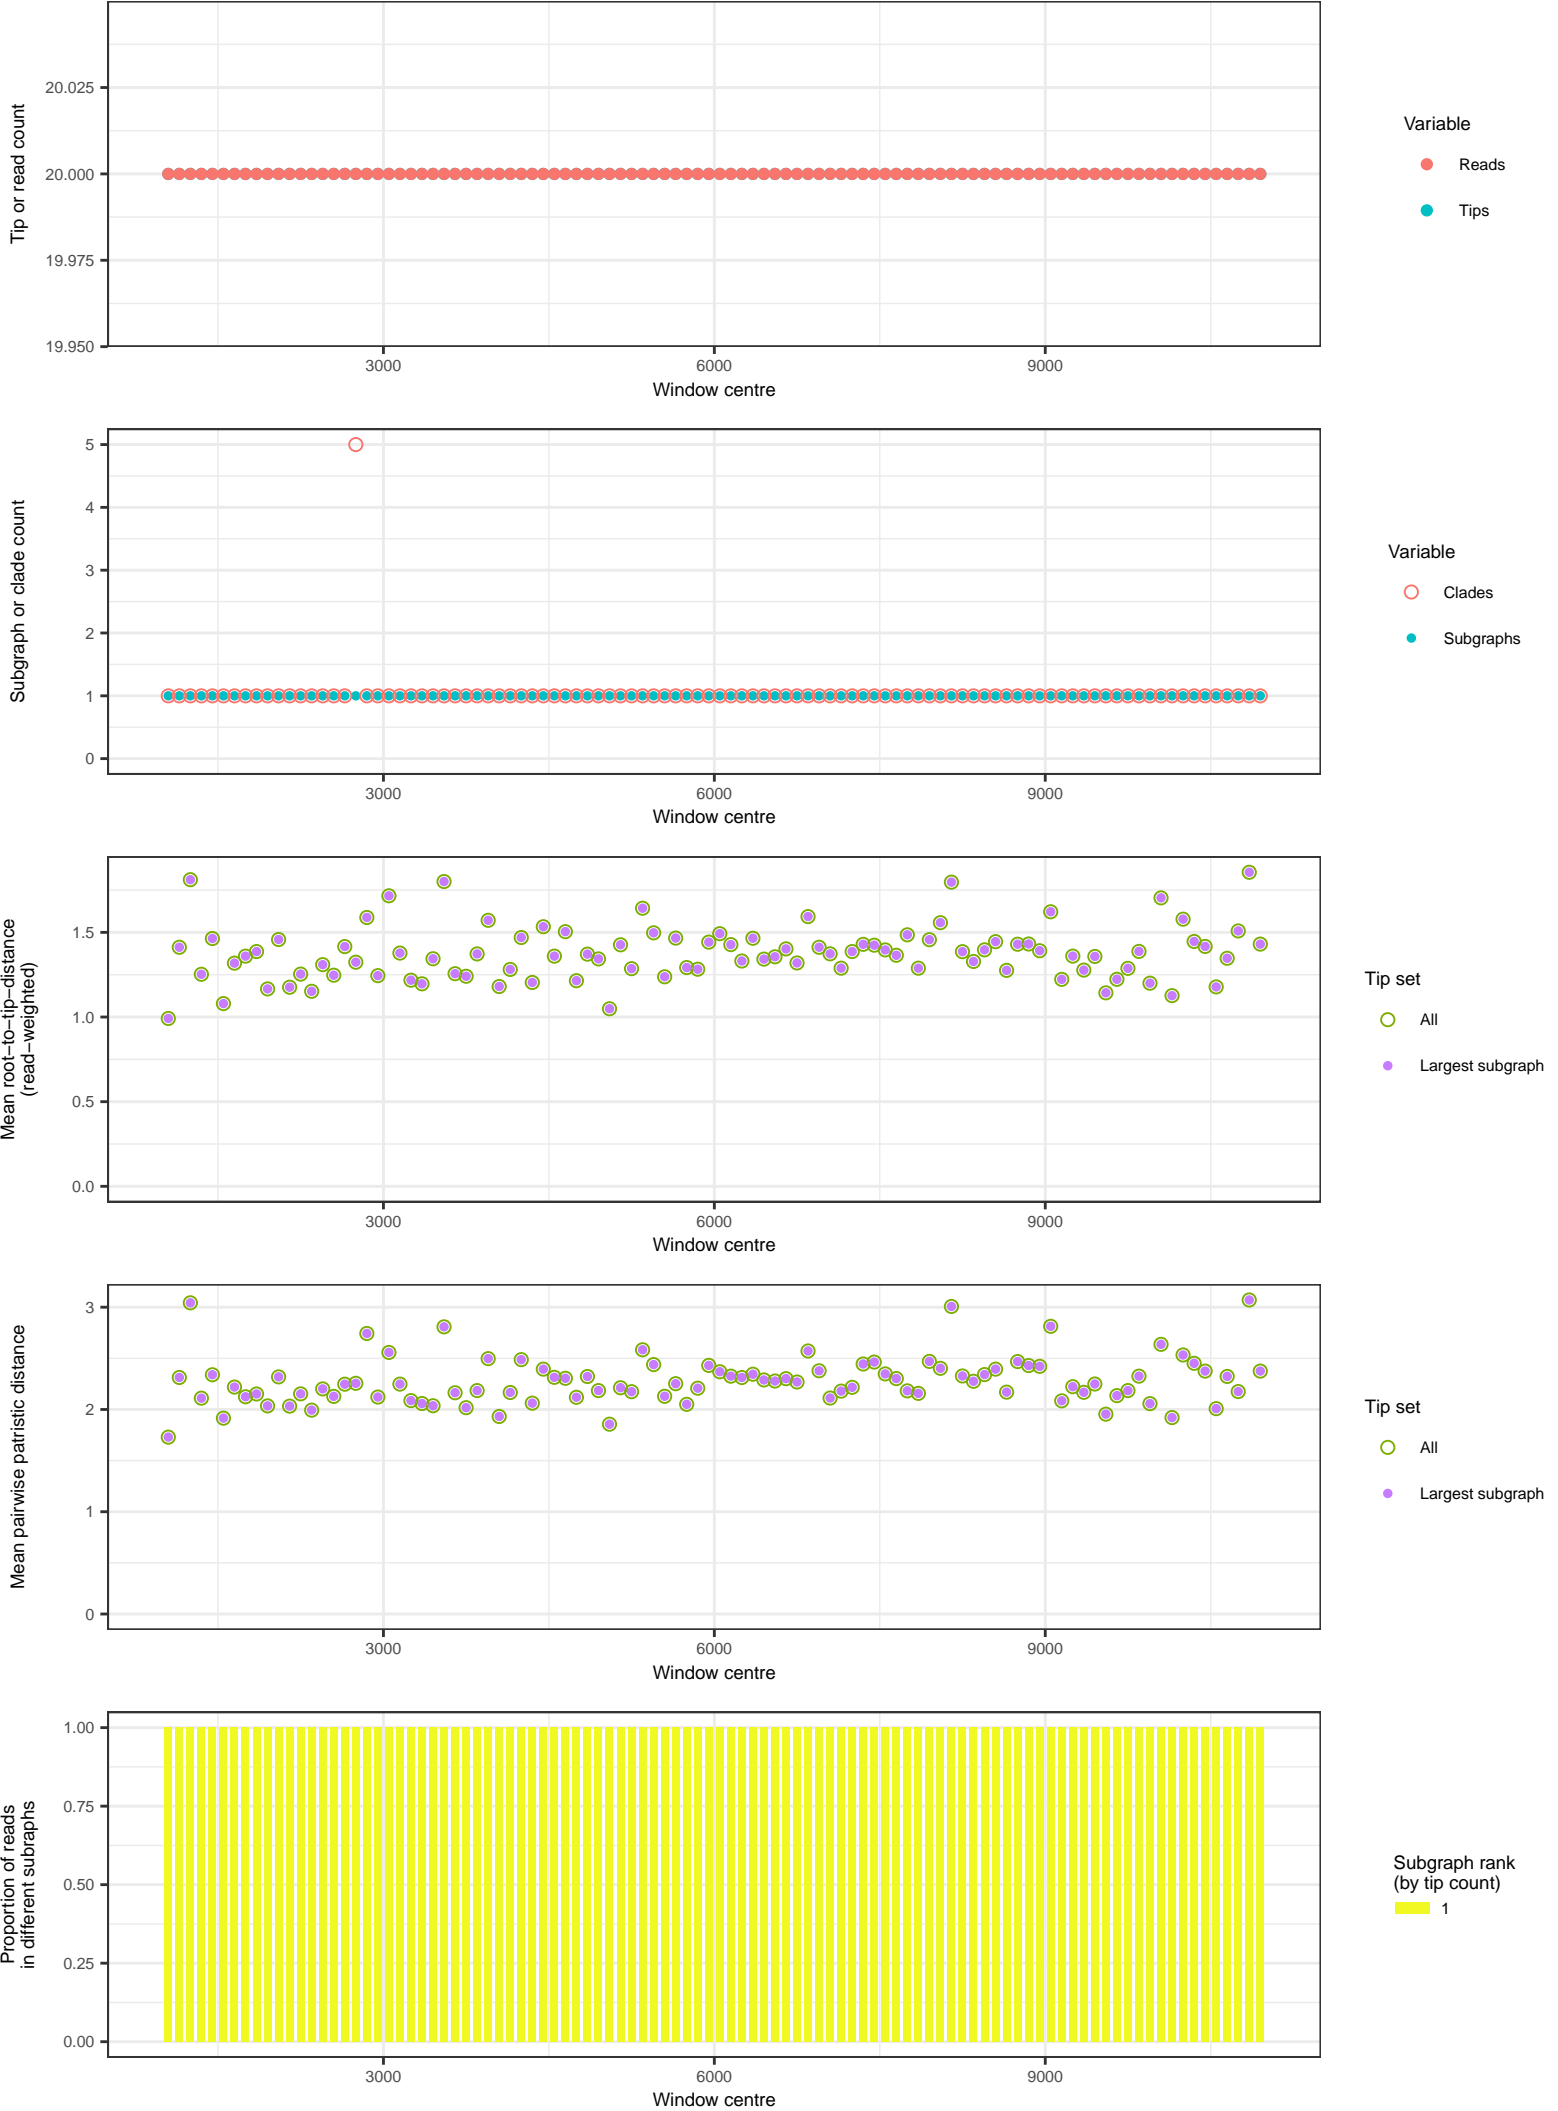 20.025
20.000
19.975
19.950
Tip or read count
3000
6000
9000
Window centre
Variable
Reads
Tips
5
4
3
2
1
0
Subgraph or clade count
3000
6000
9000
Window centre
Variable
Clades
Subgraphs
1.5
1.0
0.5
0.0
Mean root−to−tip−distance
(read−weighted)
3000
6000
9000
Window centre
Tip set
All
Largest subgraph
3
2
1
0
Mean pairwise patristic distance
3000
6000
9000
Window centre
Tip set
All
Largest subgraph
1.00
0.75
0.50
0.25
0.00
Proportion of reads
in different subraphs
3000
6000
9000
Window centre
Subgraph rank
(by tip count)
1